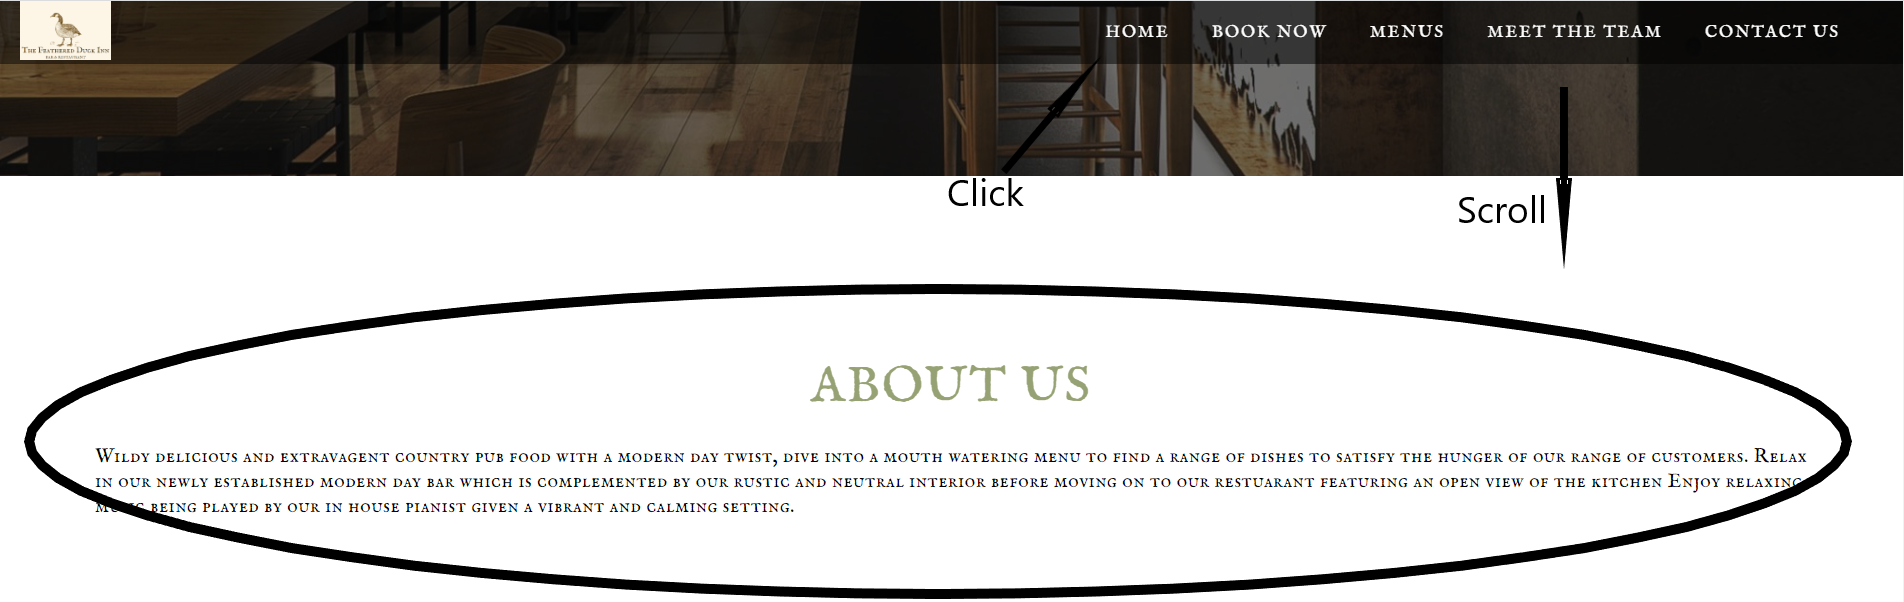 The Feathered Duck Inn
BAR & RESTAURANT
HOME BOOK NOW MENUS MEET THE TEAM CONTACT US
Click
Scroll
ABOUT US
Wildy delicious and extravagent country pub food with a modern day twist, dive into a mouth watering menu to find a range of dishes to satisfy the hunger of our range of customers. Relax
in our newly established modern day bar which is complemented by our rustic and neutral interior before moving on to our restuarant featuring an open view of the kitchen Enjoy relaxing
music being played by our in house pianist given a vibrant and calming setting.